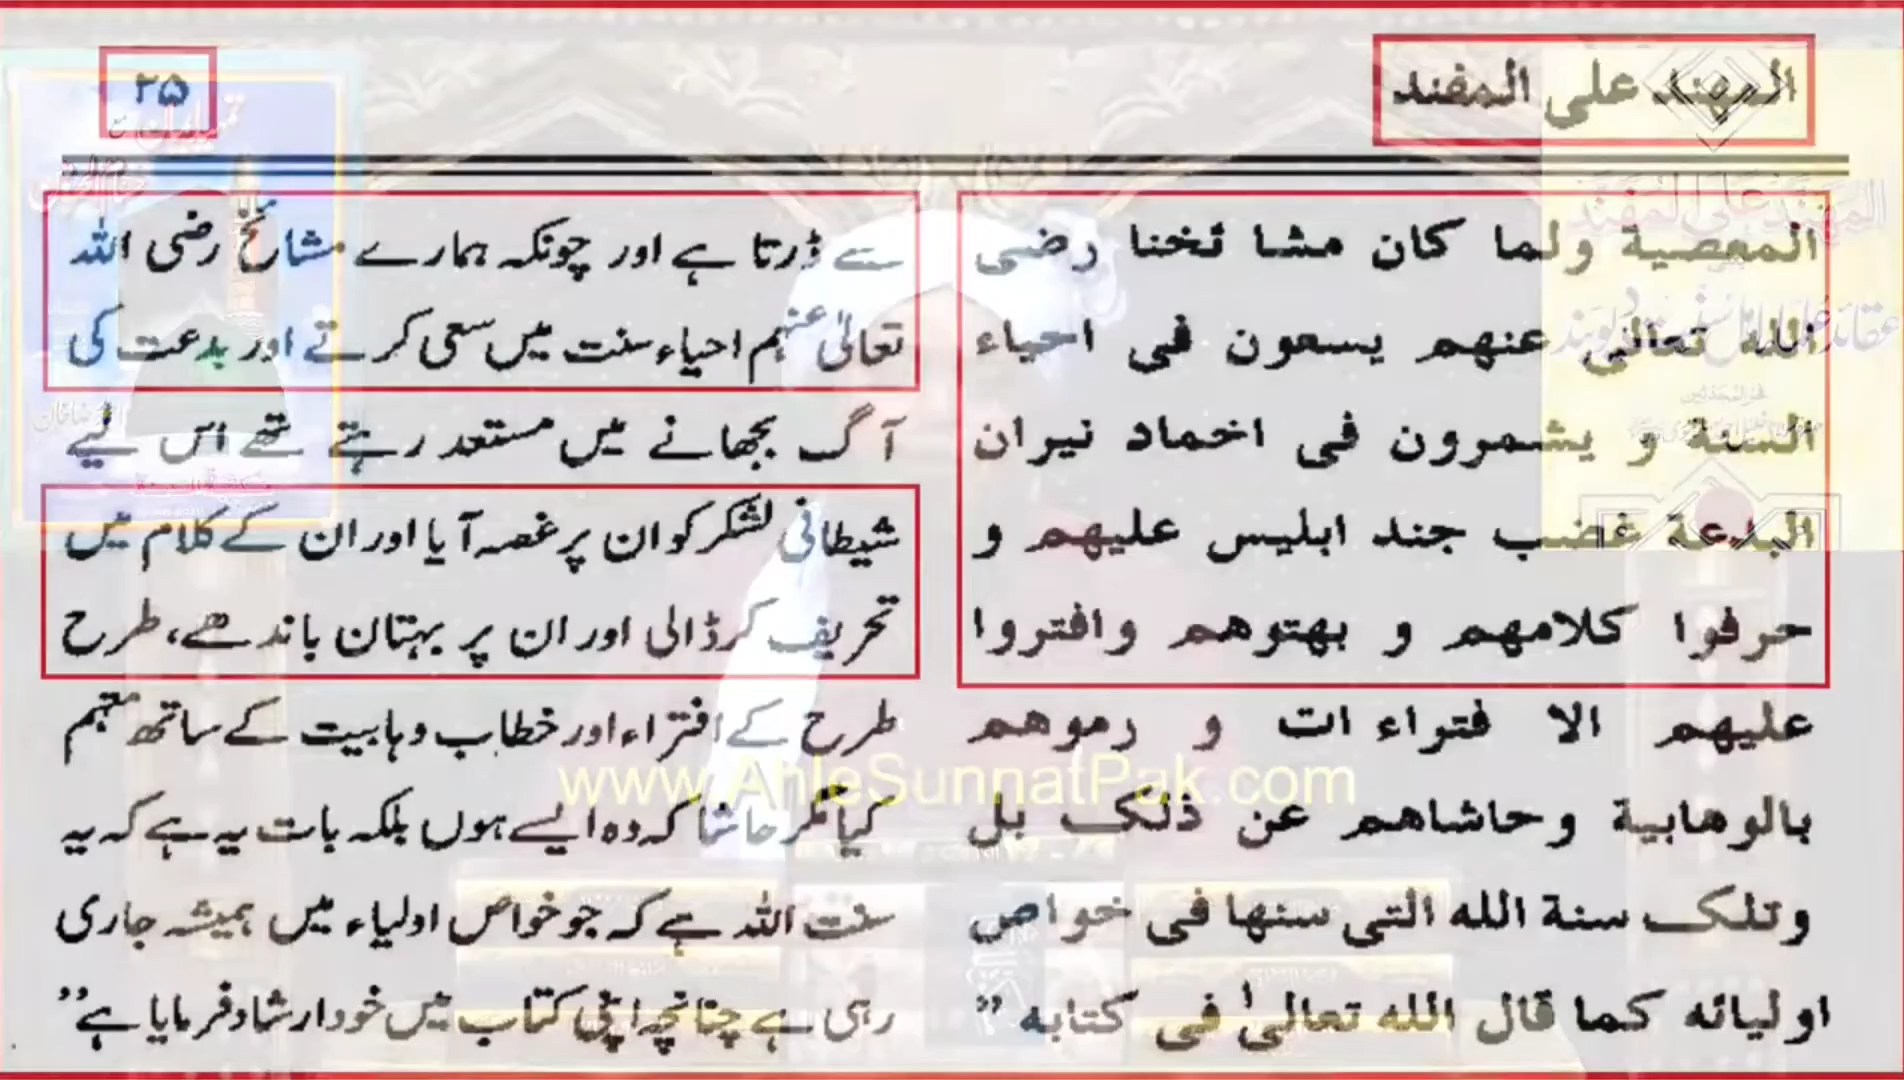 المہند علی المفند
۲۵
المعصية ولما كان مشا ئخنا رضى
الله تعالى عنهم يسعون فى احياء
السنة و يشمرون فى اخماد نيران
البدعة غضب جند ابليس عليهم و
حرفوا كلامهم و بهتوهم وافتروا
عليهم الا فتراء ات و رموهم
بالوهابية وحاشاهم عن ذلك بل
وتلك سنة الله التى سنها فى خواص
اوليائه كما قال الله تعالىٰ فى كتابه ”
سے ڈرتا ہے اور چونکہ ہمارے مشائخ رضی اللہ
تعالیٰ عنہم احیاء سنت میں سعی کرتے اور بدعت کی
آگ بجھانے میں مستعد رہتے تھے اس لیے
شیطانی لشکر کو ان پر غصہ آیا اور ان کے کلام میں
تحریف کر ڈالی اور ان پر بہتان باندھے، طرح
طرح کے افتراء اور خطاب وہابیت کے ساتھ متہم
کیا مگر حاشا کہ وہ ایسے ہوں بلکہ بات یہ ہے کہ یہ
سنت اللہ ہے کہ جو خواص اولیاء میں ہمیشہ جاری
رہی ہے چنانچہ اپنی کتاب میں خود ارشاد فرمایا ہے”
www.AhleSunnatPak.com
المہند علی المفند